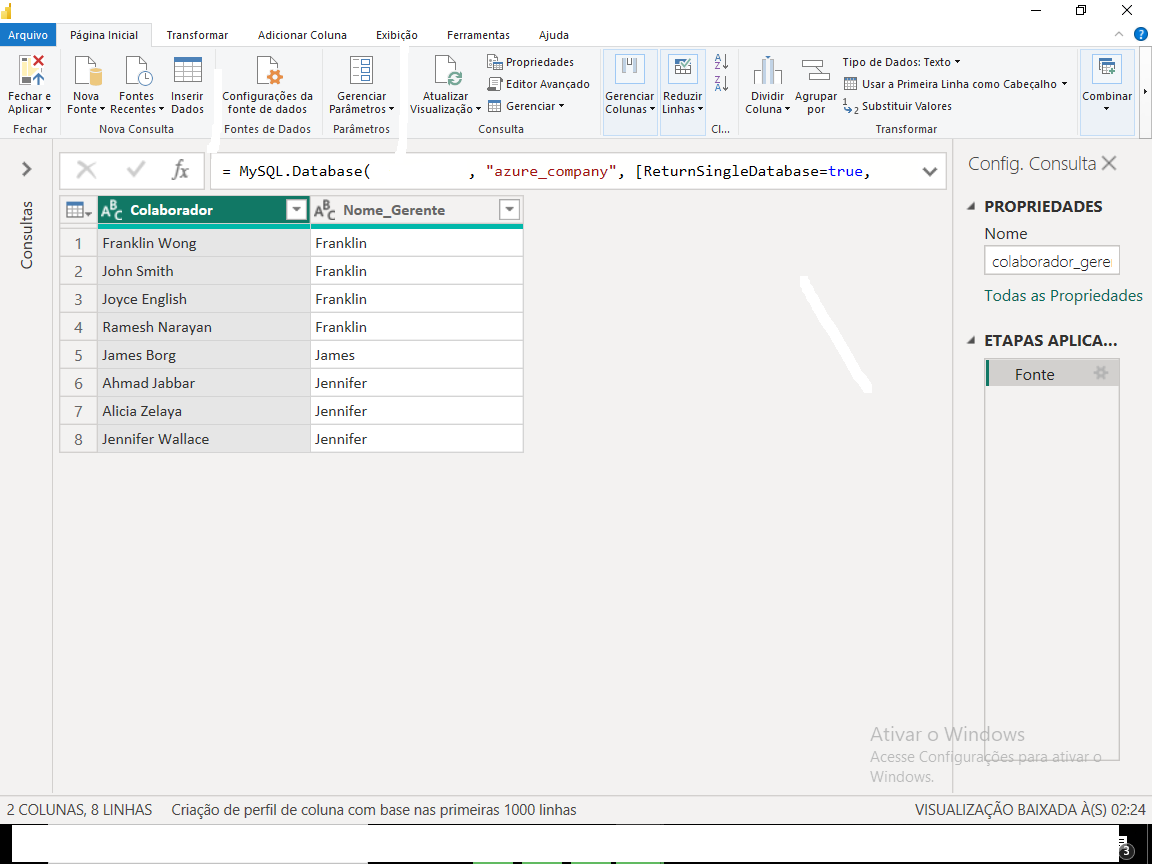 Arquivo Página Inicial Transformar Adicionar Coluna Exibição Ferramentas Ajuda
Fechar e Aplicar
Fechar
Nova Fonte
Fontes Recentes
Inserir Dados
Nova Consulta
Configurações da fonte de dados
Fontes de Dados
Gerenciar Parâmetros
Parâmetros
Atualizar Visualização
Propriedades
Editor Avançado
Gerenciar
Consulta
Gerenciar Colunas
Reduzir Linhas
Cl...
Dividir Coluna
Agrupar por
Tipo de Dados: Texto
Usar a Primeira Linha como Cabeçalho
Substituir Valores
Transformar
Combinar
Consultas
fx
= MySQL.Database( , "azure_company", [ReturnSingleDatabase=true,
Colaborador Nome_Gerente
1 Franklin Wong Franklin
2 John Smith Franklin
3 Joyce English Franklin
4 Ramesh Narayan Franklin
5 James Borg James
6 Ahmad Jabbar Jennifer
7 Alicia Zelaya Jennifer
8 Jennifer Wallace Jennifer
Config. Consulta
PROPRIEDADES
Nome
colaborador_gere
Todas as Propriedades
ETAPAS APLICA...
Fonte
Ativar o Windows
Acesse Configurações para ativar o
Windows.
2 COLUNAS, 8 LINHAS Criação de perfil de coluna com base nas primeiras 1000 linhas VISUALIZAÇÃO BAIXADA À(S) 02:24
3